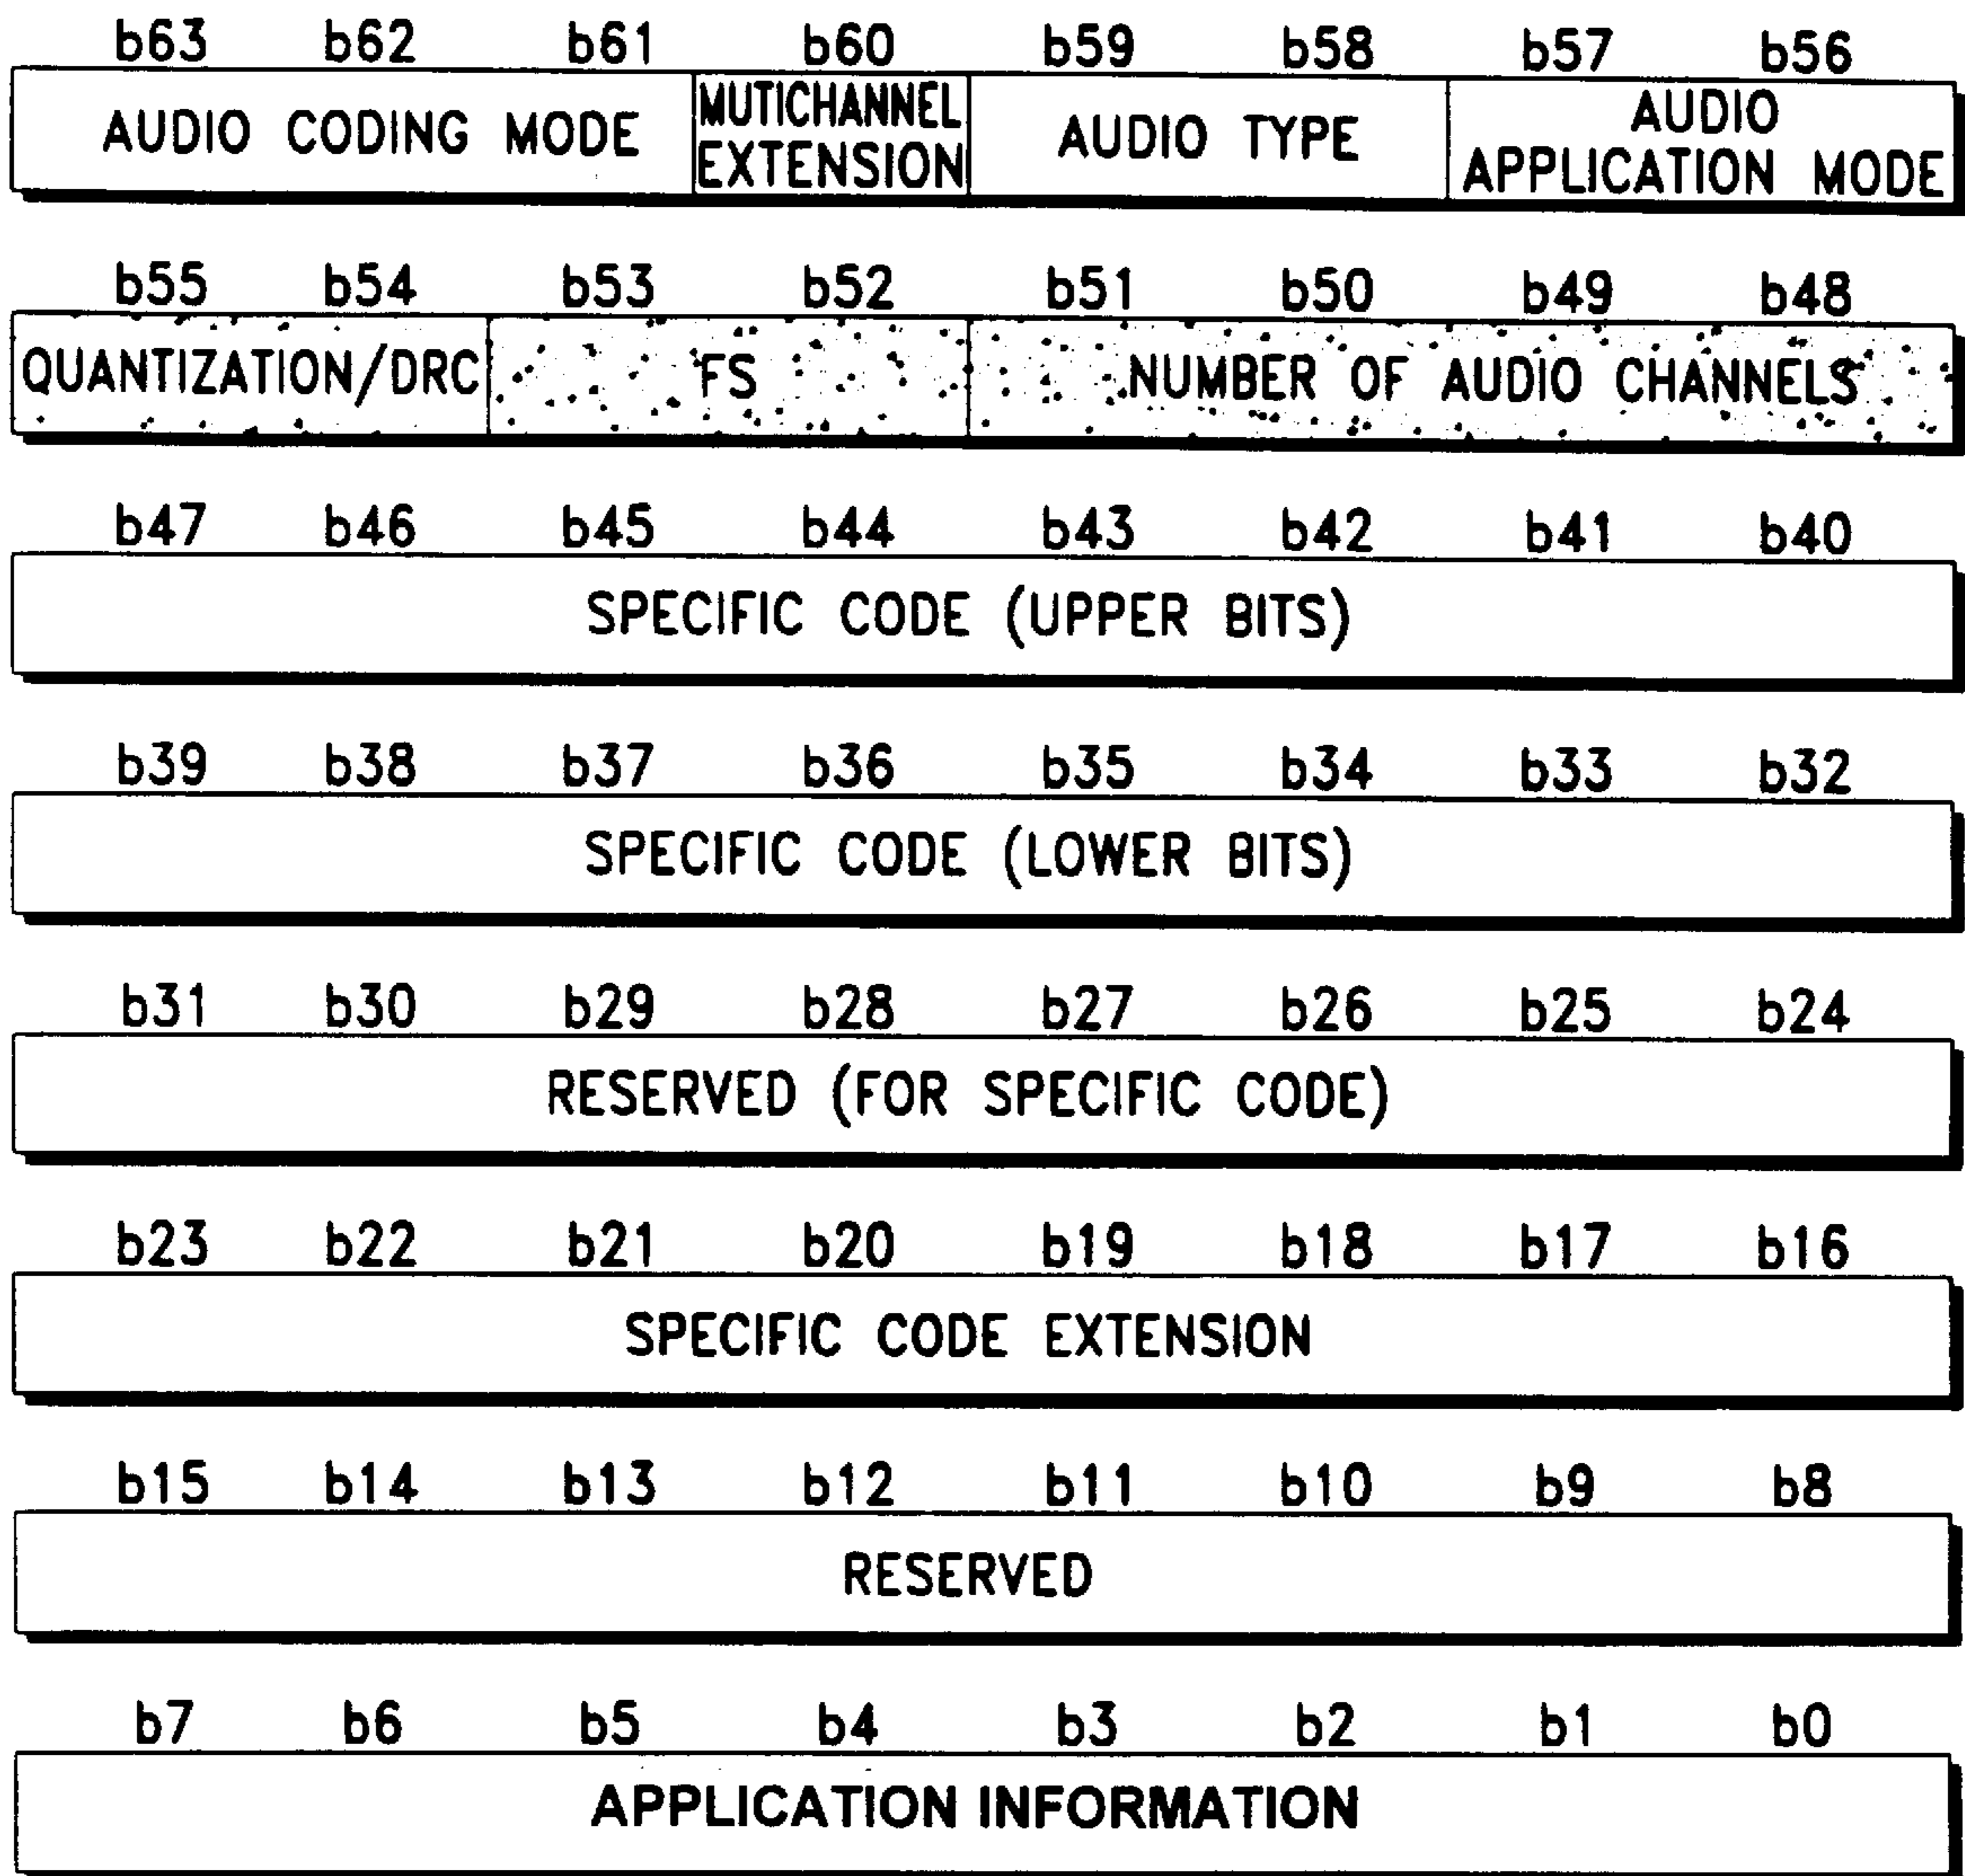 b63 b62 b61 b60 b59 b58 b57 b56
AUDIO CODING MODE
MUTICHANNEL
EXTENSION
AUDIO TYPE
AUDIO
APPLICATION MODE
b55 b54 b53 b52 b51 b50 b49 b48
QUANTIZATION/DRC
FS
NUMBER OF AUDIO CHANNELS
b47 b46 b45 b44 b43 b42 b41 b40
SPECIFIC CODE (UPPER BITS)
b39 b38 b37 b36 b35 b34 b33 b32
SPECIFIC CODE (LOWER BITS)
b31 b30 b29 b28 b27 b26 b25 b24
RESERVED (FOR SPECIFIC CODE)
b23 b22 b21 b20 b19 b18 b17 b16
SPECIFIC CODE EXTENSION
b15 b14 b13 b12 b11 b10 b9 b8
RESERVED
b7 b6 b5 b4 b3 b2 b1 b0
APPLICATION INFORMATION